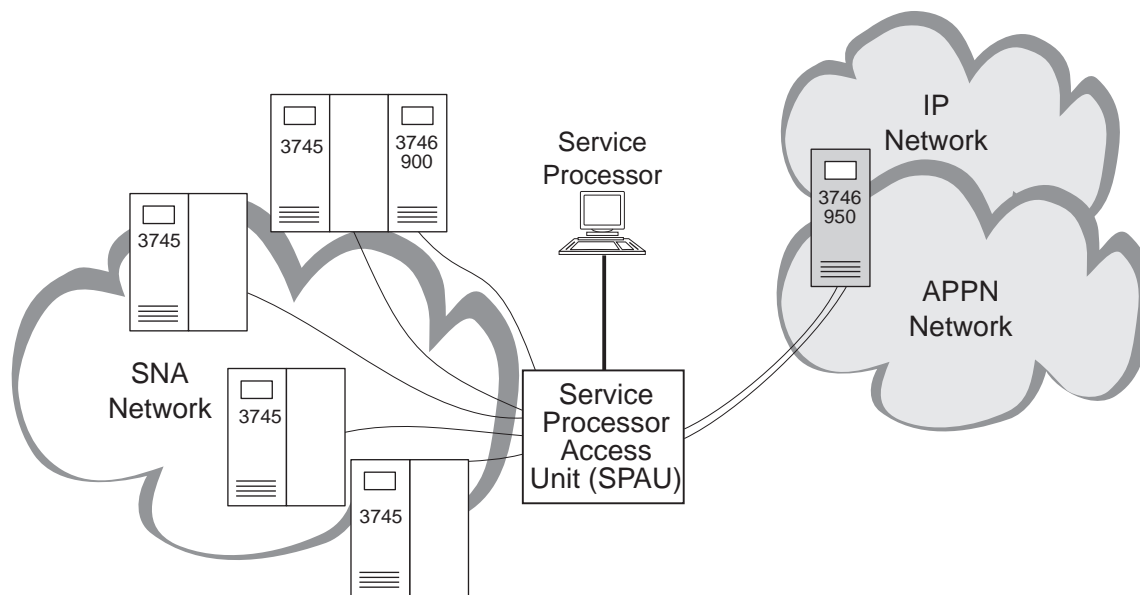 3745
3746
900
Service
Processor
IP
Network
3745
3746
950
APPN
Network
SNA
Network
3745
Service
Processor
Access
Unit (SPAU)
3745